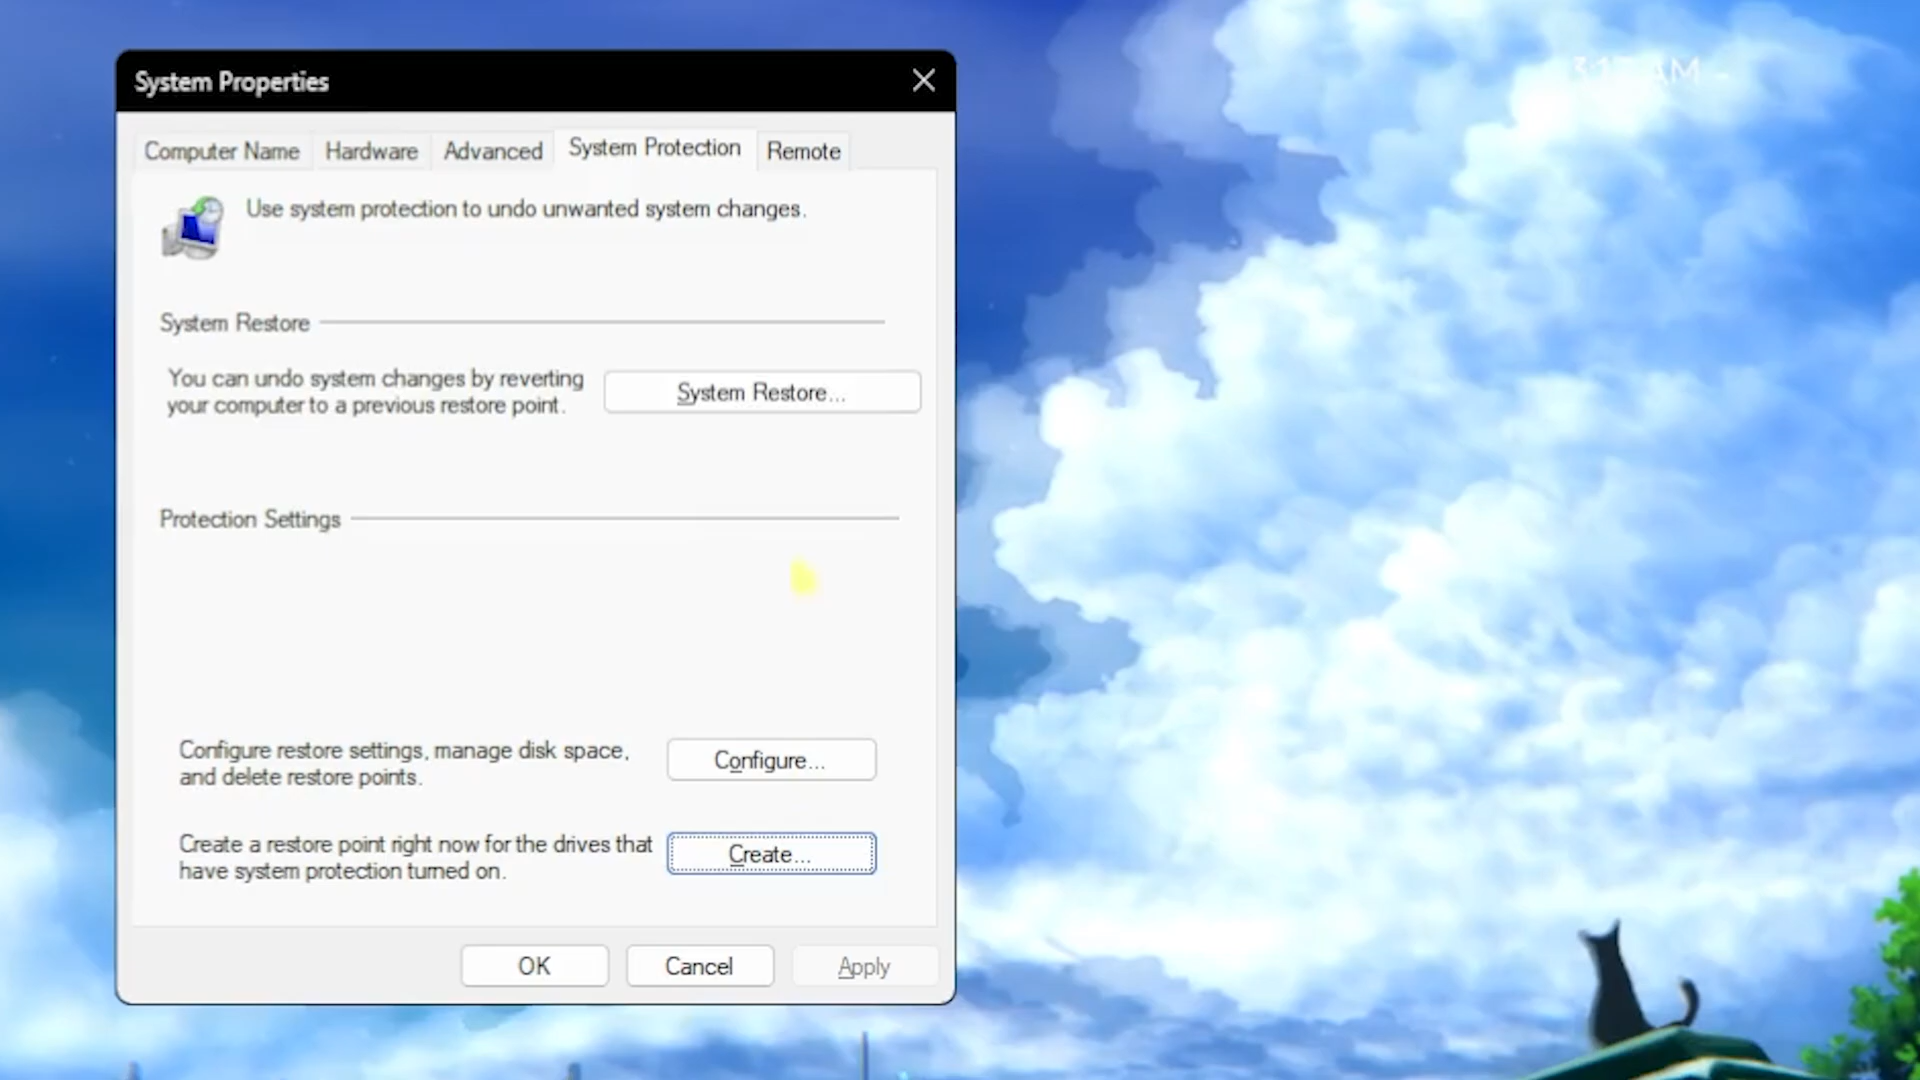 System Properties
Computer Name
Hardware
Advanced
System Protection
Remote
Use system protection to undo unwanted system changes.
System Restore
You can undo system changes by reverting
your computer to a previous restore point.
System Restore...
Protection Settings
Configure restore settings, manage disk space,
and delete restore points.
Configure...
Create a restore point right now for the drives that
have system protection turned on.
Create...
OK
Cancel
Apply
AM